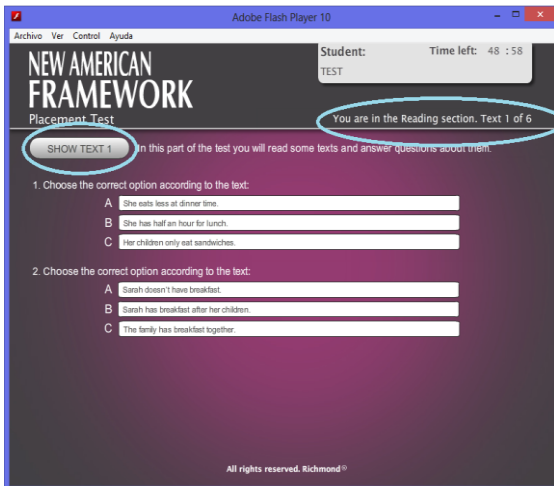 Adobe Flash Player 10
Archivo Ver Control Ayuda
NEW AMERICAN
FRAMEWORK
Placement Test
Student: Time left: 48 : 58
TEST
You are in the Reading section. Text 1 of 6
SHOW TEXT 1 In this part of the test you will read some texts and answer questions about them.
1. Choose the correct option according to the text:
A She eats less at dinner time.
B She has half an hour for lunch.
C Her children only eat sandwiches.
2. Choose the correct option according to the text:
A Sarah doesn't have breakfast.
B Sarah has breakfast after her children.
C The family has breakfast together.
All rights reserved. Richmond®